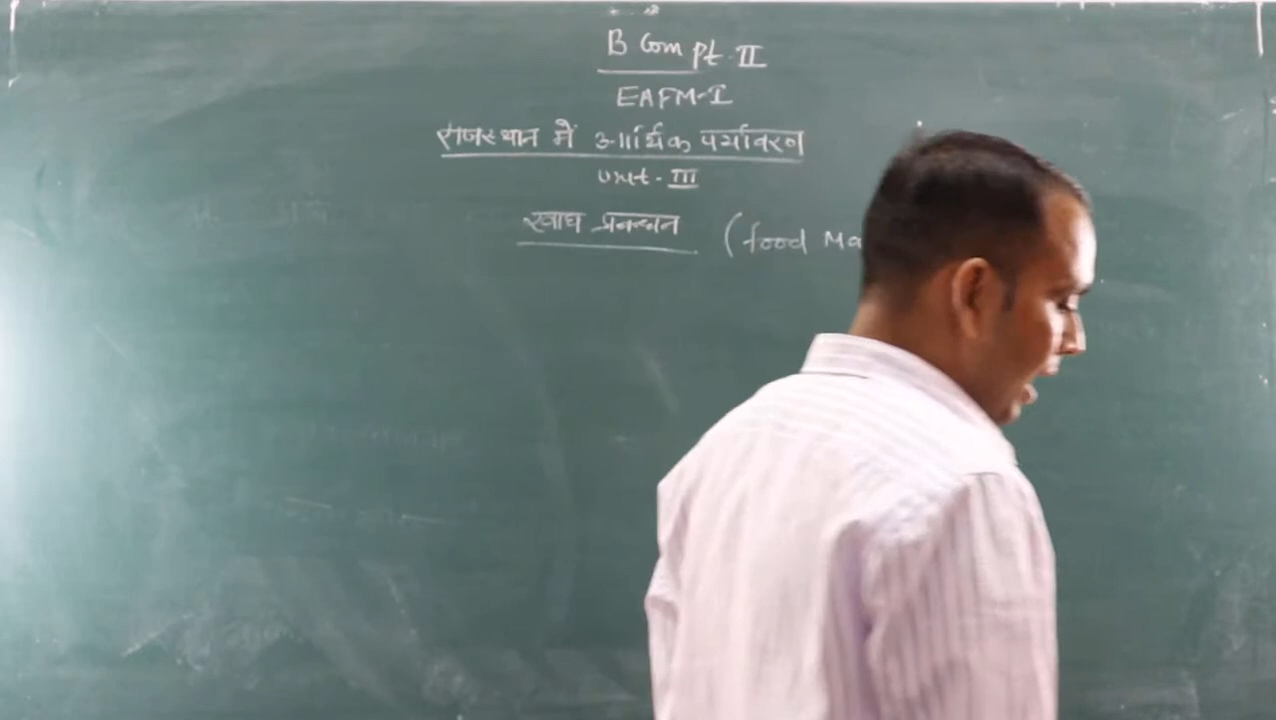 B Com Pt. II
EAFM-I
राजस्थान में आर्थिक पर्यावरण
Unit - III
खाद्य प्रबन्धन (food Ma